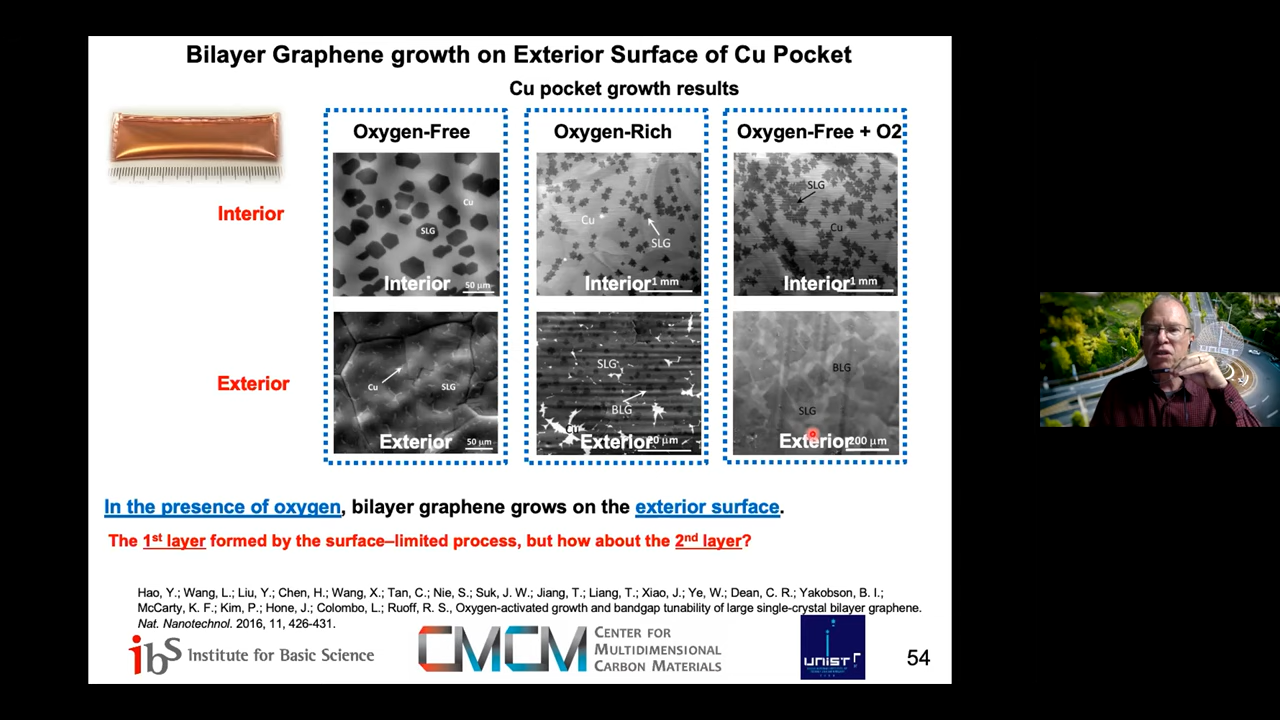 Bilayer Graphene growth on Exterior Surface of Cu Pocket
Cu pocket growth results
Oxygen-Free
Oxygen-Rich
Oxygen-Free + O2
Interior
Cu
SLG
Interior
50 µm
Cu
SLG
Interior
1 mm
SLG
Cu
Interior
1 mm
Exterior
Cu
SLG
Exterior
50 µm
SLG
BLG
Cu
Exterior
µm
BLG
SLG
Exterior
200 µm
In the presence of oxygen, bilayer graphene grows on the exterior surface.
The 1st layer formed by the surface–limited process, but how about the 2nd layer?
Hao, Y.; Wang, L.; Liu, Y.; Chen, H.; Wang, X.; Tan, C.; Nie, S.; Suk, J. W.; Jiang, T.; Liang, T.; Xiao, J.; Ye, W.; Dean, C. R.; Yakobson, B. I.;
McCarty, K. F.; Kim, P.; Hone, J.; Colombo, L.; Ruoff, R. S., Oxygen-activated growth and bandgap tunability of large single-crystal bilayer graphene.
Nat. Nanotechnol. 2016, 11, 426-431.
ibS Institute for Basic Science
CMCM
CENTER FOR
MULTIDIMENSIONAL
CARBON MATERIALS
UNIST
54
UNIST